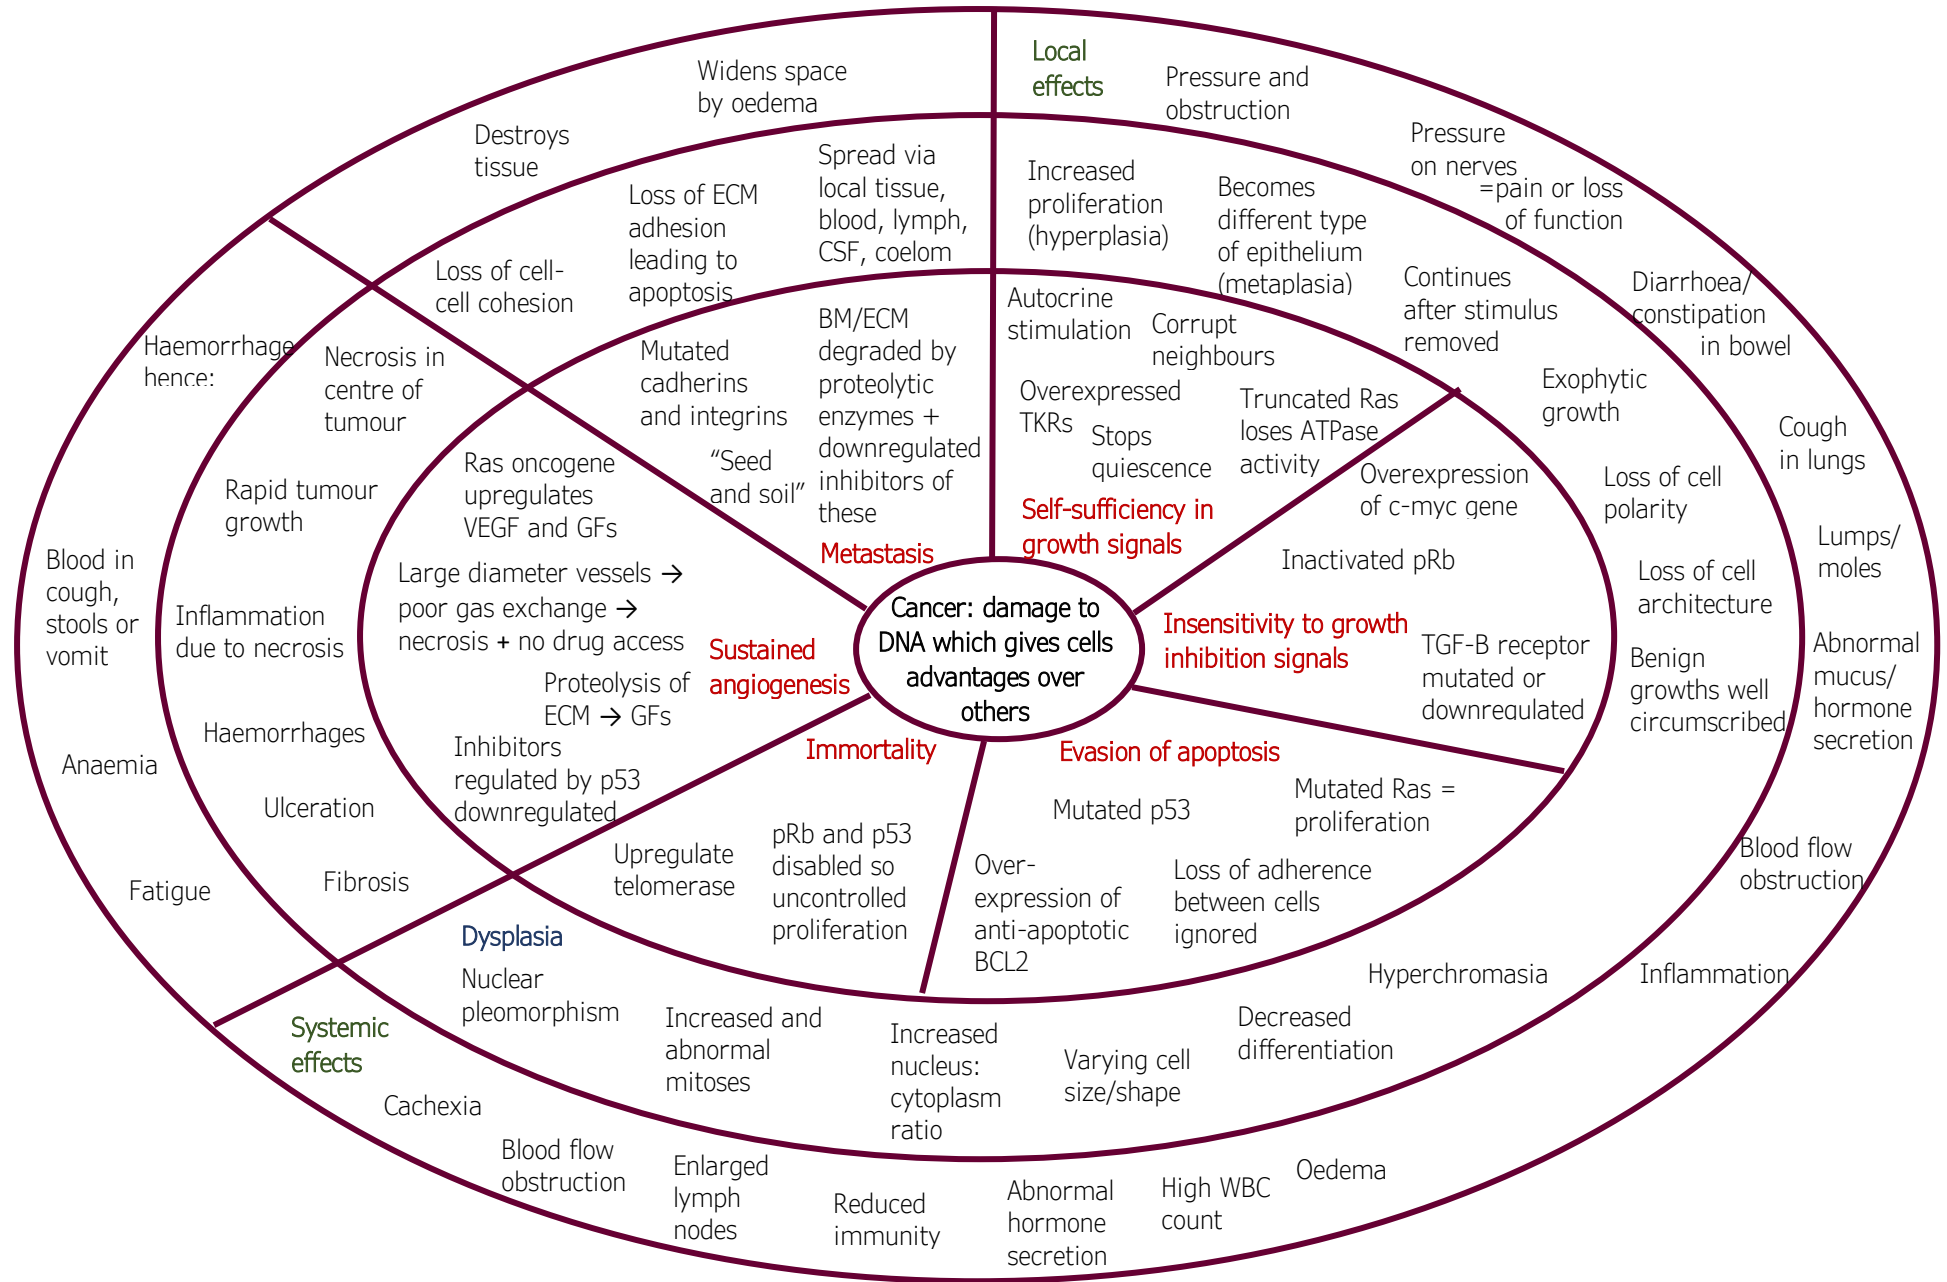 Cancer: damage to
DNA which gives cells
advantages over
others
Metastasis
Mutated
cadherins
and integrins
"Seed
and soil"
BM/ECM
degraded by
proteolytic
enzymes +
downregulated
inhibitors of
these
Loss of cell-
cell cohesion
Loss of ECM
adhesion
leading to
apoptosis
Spread via
local tissue,
blood, lymph,
CSF, coelom
Destroys
tissue
Widens space
by oedema
Self-sufficiency in
growth signals
Autocrine
stimulation
Corrupt
neighbours
Overexpressed
TKRs
Stops
quiescence
Truncated Ras
loses ATPase
activity
Insensitivity to growth
inhibition signals
Overexpression
of c-myc gene
Inactivated pRb
TGF-B receptor
mutated or
downregulated
Evasion of apoptosis
Mutated p53
Mutated Ras =
proliferation
Over-
expression of
anti-apoptotic
BCL2
Loss of adherence
between cells
ignored
Immortality
Upregulate
telomerase
pRb and p53
disabled so
uncontrolled
proliferation
Sustained
angiogenesis
Ras oncogene
upregulates
VEGF and GFs
Large diameter vessels →
poor gas exchange →
necrosis + no drug access
Proteolysis of
ECM → GFs
Inhibitors
regulated by p53
downregulated
Increased
proliferation
(hyperplasia)
Becomes
different type
of epithelium
(metaplasia)
Continues
after stimulus
removed
Exophytic
growth
Loss of cell
polarity
Loss of cell
architecture
Benign
growths well
circumscribed
Hyperchromasia
Decreased
differentiation
Varying cell
size/shape
Increased
nucleus:
cytoplasm
ratio
Increased and
abnormal
mitoses
Dysplasia
Nuclear
pleomorphism
Necrosis in
centre of
tumour
Rapid tumour
growth
Inflammation
due to necrosis
Haemorrhages
Ulceration
Fibrosis
Haemorrhage
hence:
Blood in
cough,
stools or
vomit
Anaemia
Fatigue
Local
effects
Pressure and
obstruction
Pressure
on nerves
=pain or loss
of function
Diarrhoea/
constipation
in bowel
Cough
in lungs
Lumps/
moles
Abnormal
mucus/
hormone
secretion
Blood flow
obstruction
Inflammation
Systemic
effects
Cachexia
Blood flow
obstruction
Enlarged
lymph
nodes
Reduced
immunity
Abnormal
hormone
secretion
High WBC
count
Oedema